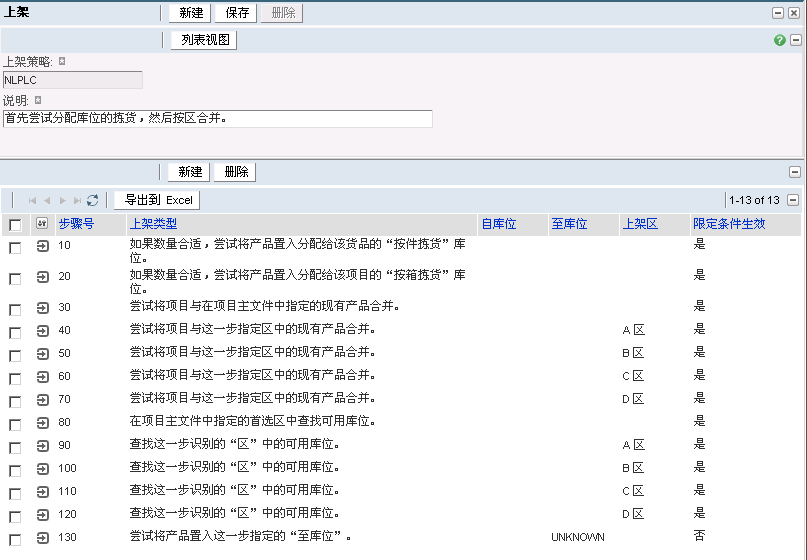 上架 新建 保存 删除
列表视图
上架策略:
NLPLC
说明:
首先尝试分配库位的拣货，然后按区合并。
新建 删除
导出到 Excel 1-13 of 13
步骤号 上架类型 自库位 至库位 上架区 限定条件生效
10 如果数量合适，尝试将产品置入分配给该货品的“按件拣货”库 是
位。
20 如果数量合适，尝试将产品置入分配给该项目的“按箱拣货”库 是
位。
30 尝试将项目与在项目主文件中指定的现有产品合并。 是
40 尝试将项目与这一步指定区中的现有产品合并。 A 区 是
50 尝试将项目与这一步指定区中的现有产品合并。 B 区 是
60 尝试将项目与这一步指定区中的现有产品合并。 C 区 是
70 尝试将项目与这一步指定区中的现有产品合并。 D 区 是
80 在项目主文件中指定的首选区中查找可用库位。 是
90 查找这一步识别的“区”中的可用库位。 A 区 是
100 查找这一步识别的“区”中的可用库位。 B 区 是
110 查找这一步识别的“区”中的可用库位。 C 区 是
120 查找这一步识别的“区”中的可用库位。 D 区 是
130 尝试将产品置入这一步指定的“至库位”。 UNKNOWN 否